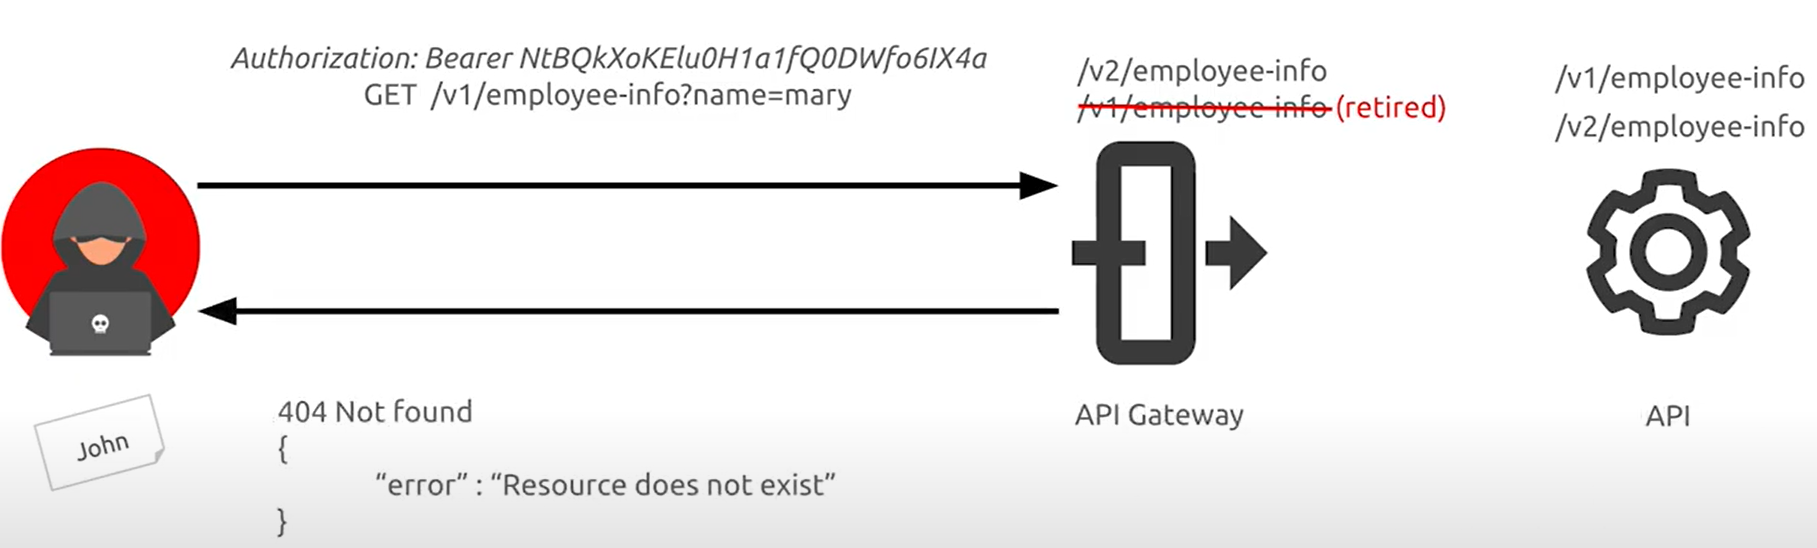 Authorization: Bearer NtBQkXoKElu0H1a1fQ0DWfo6IX4a
GET /v1/employee-info?name=mary
/v2/employee-info
/v1/employee-info (retired)
/v1/employee-info
/v2/employee-info
John
404 Not found
{
“error” : “Resource does not exist”
}
API Gateway
API